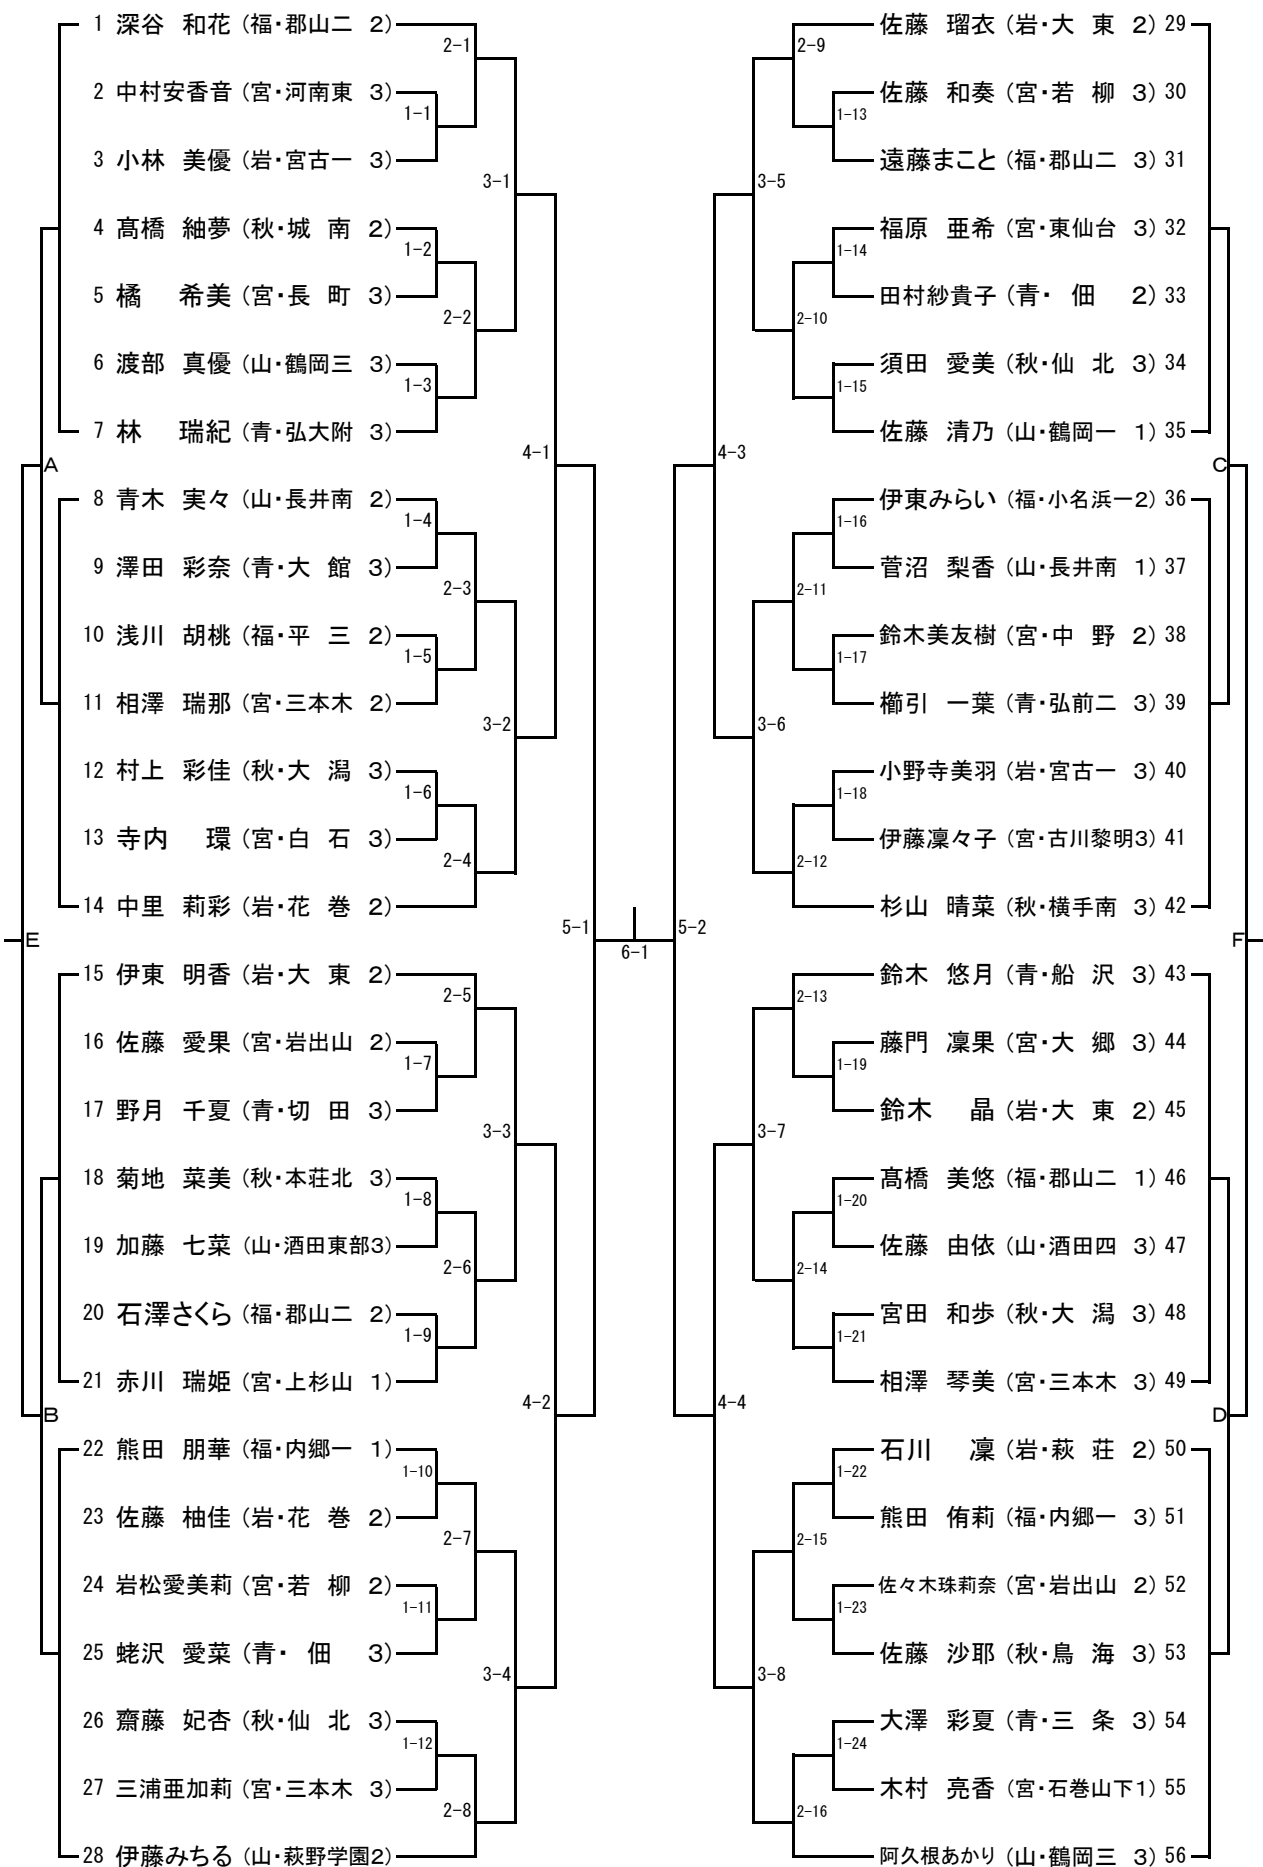 1 深谷 和花 (福・郡山二 2)
2 中村安香音 (宮・河南東 3)
3 小林 美優 (岩・宮古一 3)
4 髙橋 紬夢 (秋・城 南 2)
5 橘 希美 (宮・長 町 3)
6 渡部 真優 (山・鶴岡三 3)
7 林 瑞紀 (青・弘大附 3)
8 青木 実々 (山・長井南 2)
9 澤田 彩奈 (青・大 館 3)
10 浅川 胡桃 (福・平 三 2)
11 相澤 瑞那 (宮・三本木 2)
12 村上 彩佳 (秋・大 潟 3)
13 寺内 環 (宮・白 石 3)
14 中里 莉彩 (岩・花 巻 2)
15 伊東 明香 (岩・大 東 2)
16 佐藤 愛果 (宮・岩出山 2)
17 野月 千夏 (青・切 田 3)
18 菊地 菜美 (秋・本荘北 3)
19 加藤 七菜 (山・酒田東部3)
20 石澤さくら (福・郡山二 2)
21 赤川 瑞姫 (宮・上杉山 1)
22 熊田 朋華 (福・内郷一 1)
23 佐藤 柚佳 (岩・花 巻 2)
24 岩松愛美莉 (宮・若 柳 2)
25 蛯沢 愛菜 (青・ 佃 3)
26 齋藤 妃杏 (秋・仙 北 3)
27 三浦亜加莉 (宮・三本木 3)
28 伊藤みちる (山・萩野学園2)
A
B
E
1-1
1-2
1-3
1-4
1-5
1-6
1-7
1-8
1-9
1-10
1-11
1-12
2-1
2-2
2-3
2-4
2-5
2-6
2-7
2-8
3-1
3-2
3-3
3-4
4-1
4-2
5-1
6-1
5-2
4-3
4-4
3-5
3-6
3-7
3-8
2-9
2-10
2-11
2-12
2-13
2-14
2-15
2-16
1-13
1-14
1-15
1-16
1-17
1-18
1-19
1-20
1-21
1-22
1-23
1-24
佐藤 瑠衣 (岩・大 東 2) 29
佐藤 和奏 (宮・若 柳 3) 30
遠藤まこと (福・郡山二 3) 31
福原 亜希 (宮・東仙台 3) 32
田村紗貴子 (青・ 佃 2) 33
須田 愛美 (秋・仙 北 3) 34
佐藤 清乃 (山・鶴岡一 1) 35
伊東みらい (福・小名浜一2) 36
菅沼 梨香 (山・長井南 1) 37
鈴木美友樹 (宮・中 野 2) 38
櫛引 一葉 (青・弘前二 3) 39
小野寺美羽 (岩・宮古一 3) 40
伊藤凜々子 (宮・古川黎明3) 41
杉山 晴菜 (秋・横手南 3) 42
鈴木 悠月 (青・船 沢 3) 43
藤門 凜果 (宮・大 郷 3) 44
鈴木 晶 (岩・大 東 2) 45
髙橋 美悠 (福・郡山二 1) 46
佐藤 由依 (山・酒田四 3) 47
宮田 和歩 (秋・大 潟 3) 48
相澤 琴美 (宮・三本木 3) 49
石川 凜 (岩・萩 荘 2) 50
熊田 侑莉 (福・内郷一 3) 51
佐々木珠莉奈 (宮・岩出山 2) 52
佐藤 沙耶 (秋・鳥 海 3) 53
大澤 彩夏 (青・三 条 3) 54
木村 亮香 (宮・石巻山下1) 55
阿久根あかり (山・鶴岡三 3) 56
C
D
F